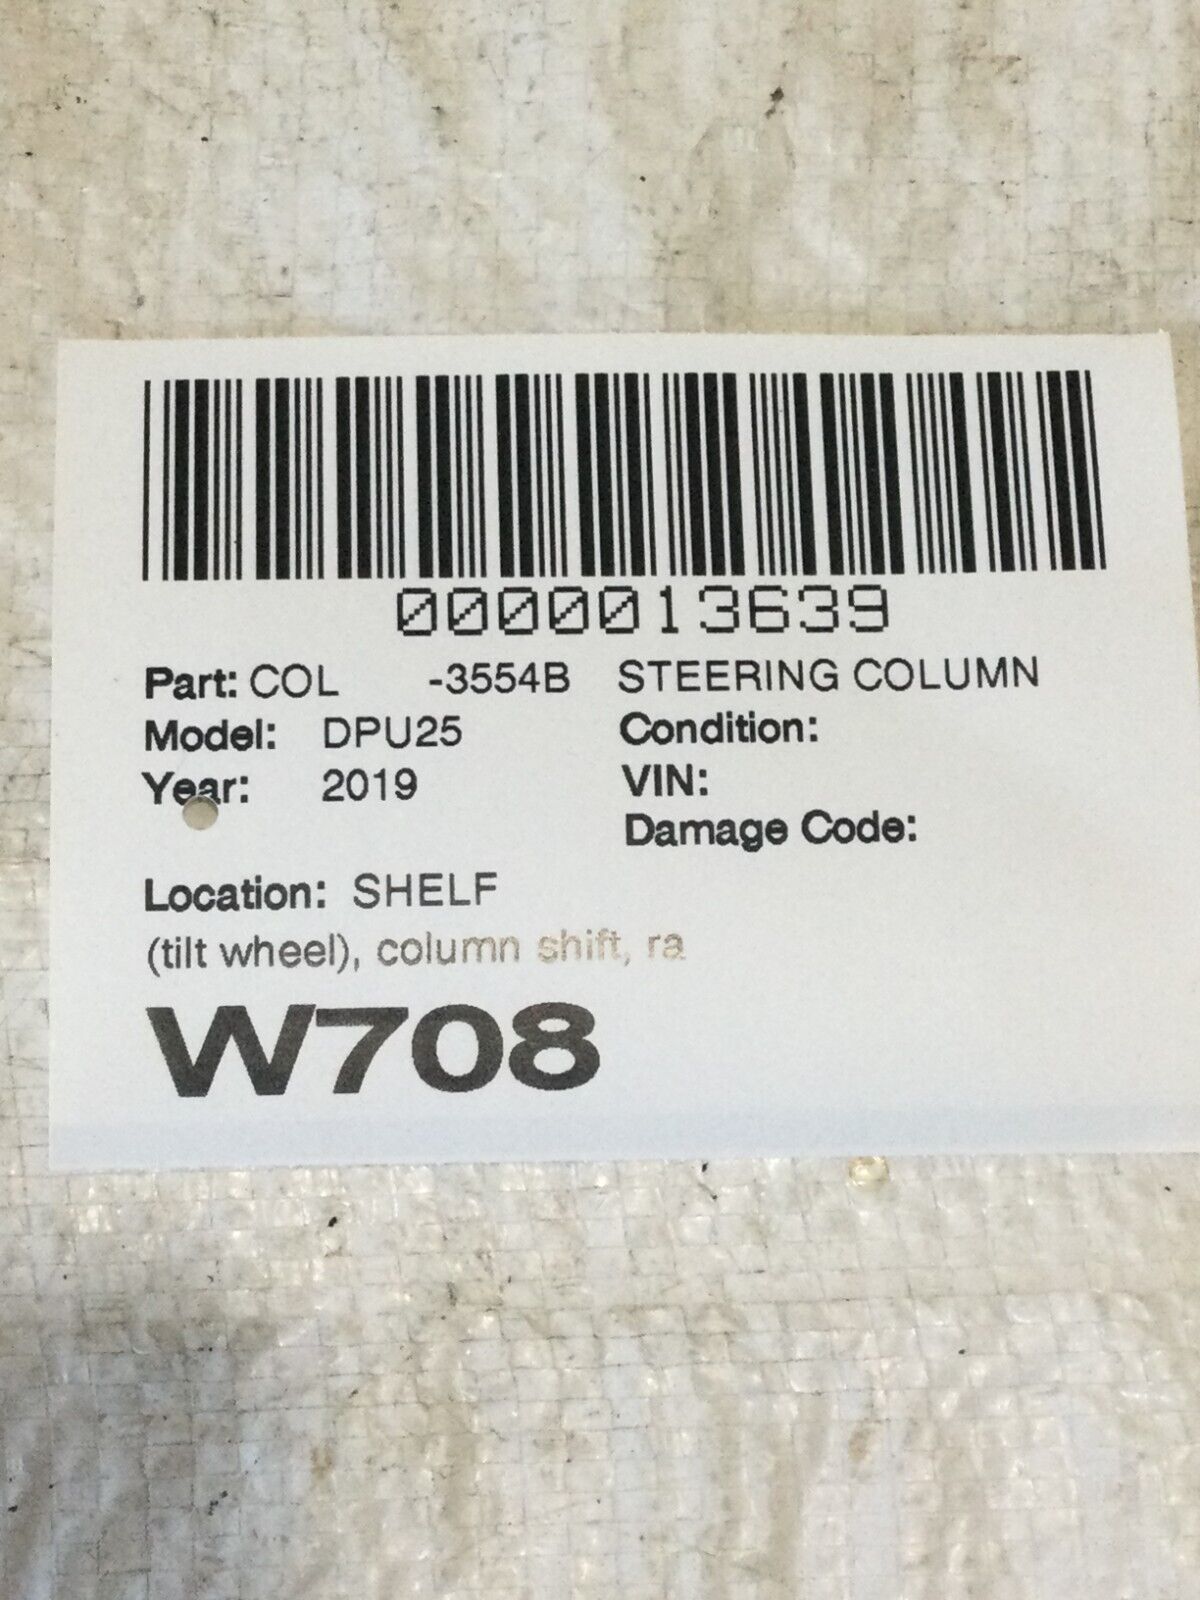 0000013639
Part: COL -3554B STEERING COLUMN
Model: DPU25 Condition:
Year: 2019 VIN:
Damage Code:
Location: SHELF
(tilt wheel), column shift, ra
W708